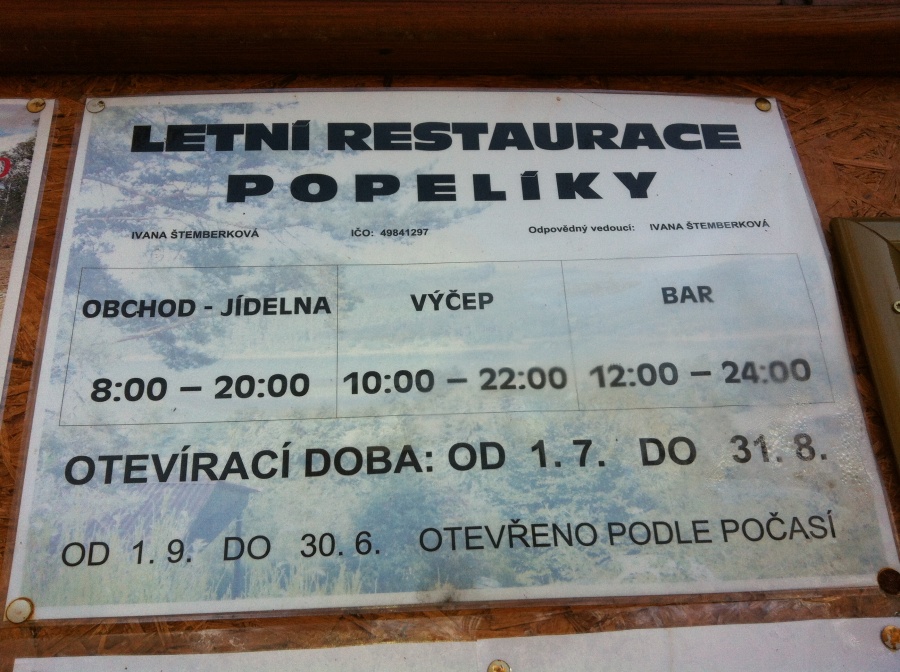 LETNÍ RESTAURACE
POPELÍKY
IVANA ŠTEMBERKOVÁ IČO: 49841297 Odpovědný vedoucí: IVANA ŠTEMBERKOVÁ
OBCHOD - JÍDELNA VÝČEP BAR
8:00 – 20:00 10:00 – 22:00 12:00 – 24:00
OTEVÍRACÍ DOBA: OD 1. 7. DO 31. 8.
OD 1. 9. DO 30. 6. OTEVŘENO PODLE POČASÍ